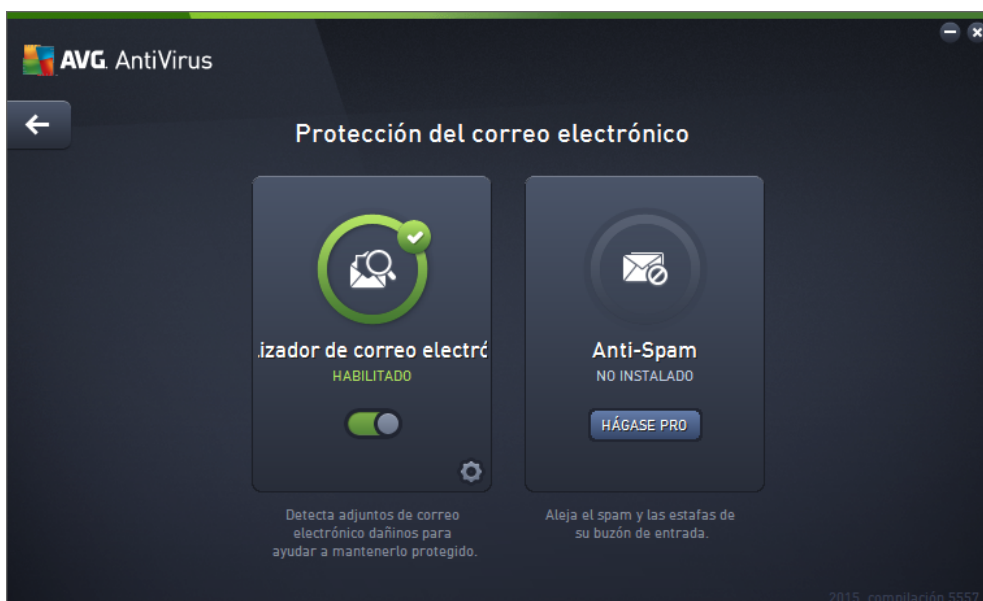 AVG. AntiVirus
Protección del correo electrónico
izador de correo electró
HABILITADO
Detecta adjuntos de correo
electrónico dañinos para
ayudar a mantenerlo protegido.
Anti-Spam
NO INSTALADO
HÁGASE PRO
Aleja el spam y las estafas de
su buzón de entrada.
2015 compilación 5557